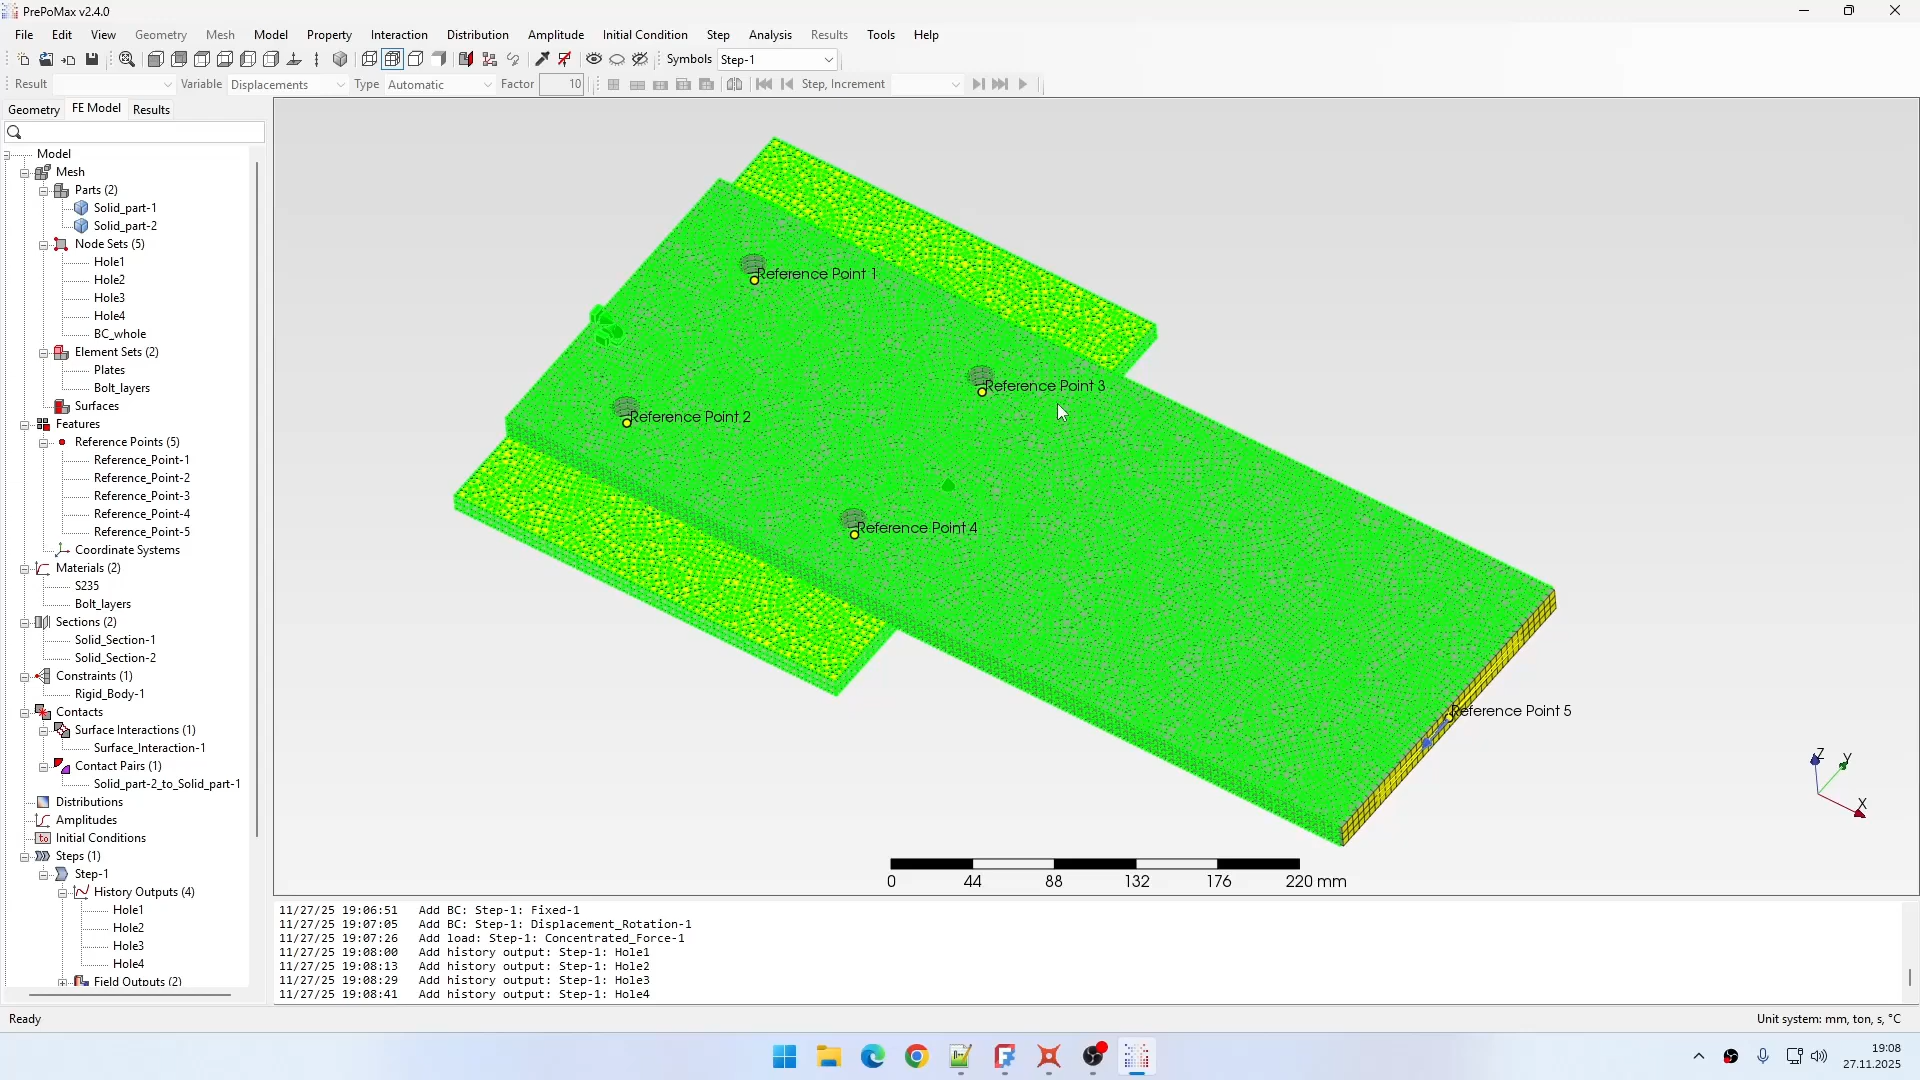 PrePoMax v2.4.0
File Edit View Geometry Mesh Model Property Interaction Distribution Amplitude Initial Condition Step Analysis Results Tools Help
Symbols Step-1
Result Variable Displacements Type Automatic Factor 10 Step, Increment
Geometry FE Model Results
Model
Mesh
Parts (2)
Solid_part-1
Solid_part-2
Node Sets (5)
Hole1
Hole2
Hole3
Hole4
BC_whole
Element Sets (2)
Plates
Bolt_layers
Surfaces
Features
Reference Points (5)
Reference_Point-1
Reference_Point-2
Reference_Point-3
Reference_Point-4
Reference_Point-5
Coordinate Systems
Materials (2)
S235
Bolt_layers
Sections (2)
Solid_Section-1
Solid_Section-2
Constraints (1)
Rigid_Body-1
Contacts
Surface Interactions (1)
Surface_Interaction-1
Contact Pairs (1)
Solid_part-2_to_Solid_part-1
Distributions
Amplitudes
Initial Conditions
Steps (1)
Step-1
History Outputs (4)
Hole1
Hole2
Hole3
Hole4
Field Outputs (2)
Reference Point 1
Reference Point 3
Reference Point 2
Reference Point 4
Reference Point 5
Z Y
X
0 44 88 132 176 220 mm
11/27/25 19:06:51 Add BC: Step-1: Fixed-1
11/27/25 19:07:05 Add BC: Step-1: Displacement_Rotation-1
11/27/25 19:07:26 Add load: Step-1: Concentrated_Force-1
11/27/25 19:08:00 Add history output: Step-1: Hole1
11/27/25 19:08:13 Add history output: Step-1: Hole2
11/27/25 19:08:29 Add history output: Step-1: Hole3
11/27/25 19:08:41 Add history output: Step-1: Hole4
Ready
Unit system: mm, ton, s, °C
19:08
27.11.2025